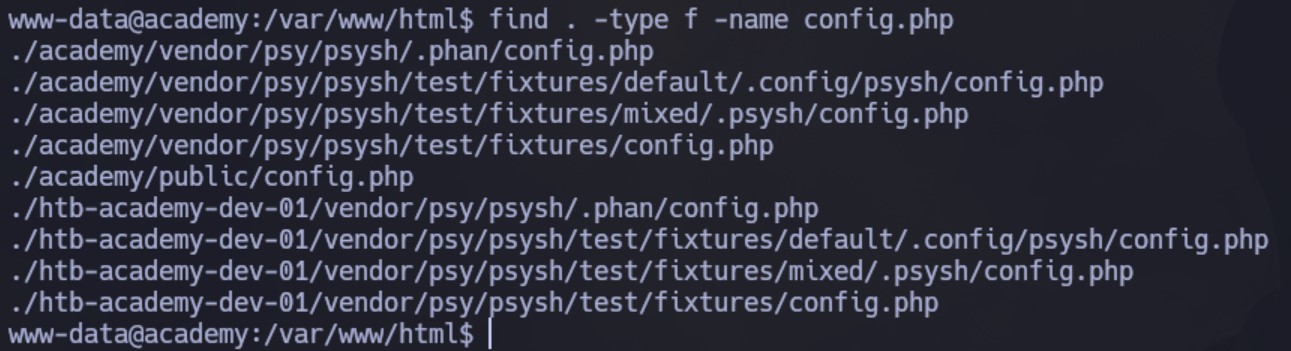 www-data@academy:/var/www/html$ find . -type f -name config.php
./academy/vendor/psy/psysh/.phan/config.php
./academy/vendor/psy/psysh/test/fixtures/default/.config/psysh/config.php
./academy/vendor/psy/psysh/test/fixtures/mixed/.psysh/config.php
./academy/vendor/psy/psysh/test/fixtures/config.php
./academy/public/config.php
./htb-academy-dev-01/vendor/psy/psysh/.phan/config.php
./htb-academy-dev-01/vendor/psy/psysh/test/fixtures/default/.config/psysh/config.php
./htb-academy-dev-01/vendor/psy/psysh/test/fixtures/mixed/.psysh/config.php
./htb-academy-dev-01/vendor/psy/psysh/test/fixtures/config.php
www-data@academy:/var/www/html$